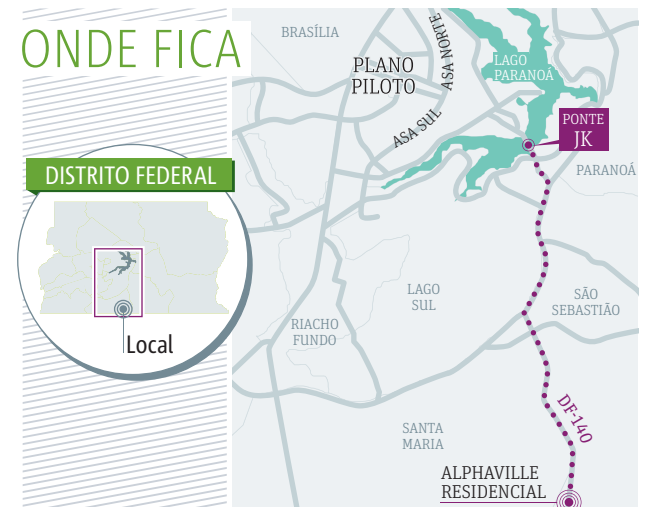 ONDE FICA
DISTRITO FEDERAL
Local
BRASÍLIA
PLANO
PILOTO
ASA NORTE
ASA SUL
LAGO
PARANOÁ
PONTE
JK
PARANOÁ
LAGO
SUL
SÃO
SEBASTIÃO
RIACHO
FUNDO
SANTA
MARIA
DF-140
ALPHAVILLE
RESIDENCIAL